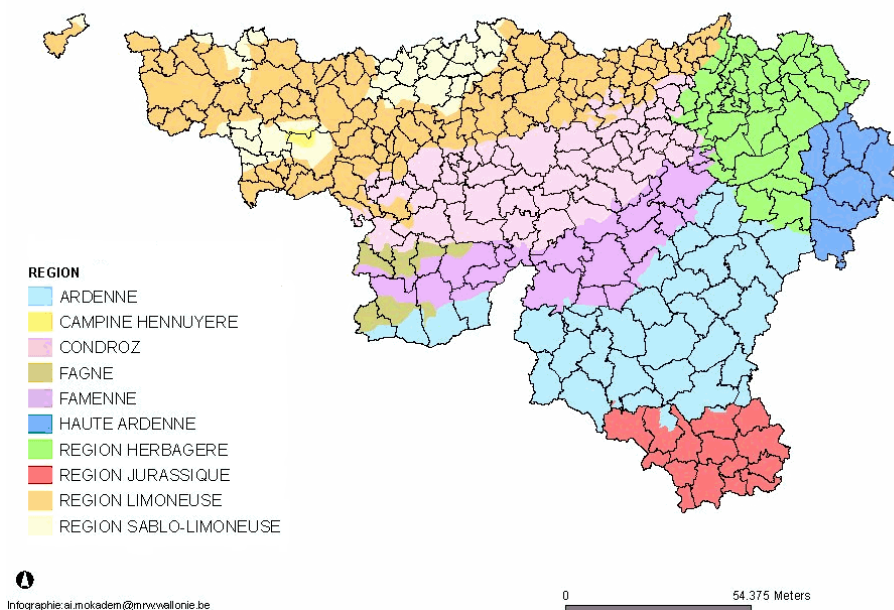 REGION
ARDENNE
CAMPINE HENNUYERE
CONDROZ
FAGNE
FAMENNE
HAUTE ARDENNE
REGION HERBAGERE
REGION JURASSIQUE
REGION LIMONEUSE
REGION SABLO-LIMONEUSE
0 54.375 Meters
Infographie:ai.mokadem@mrw.wallonie.be